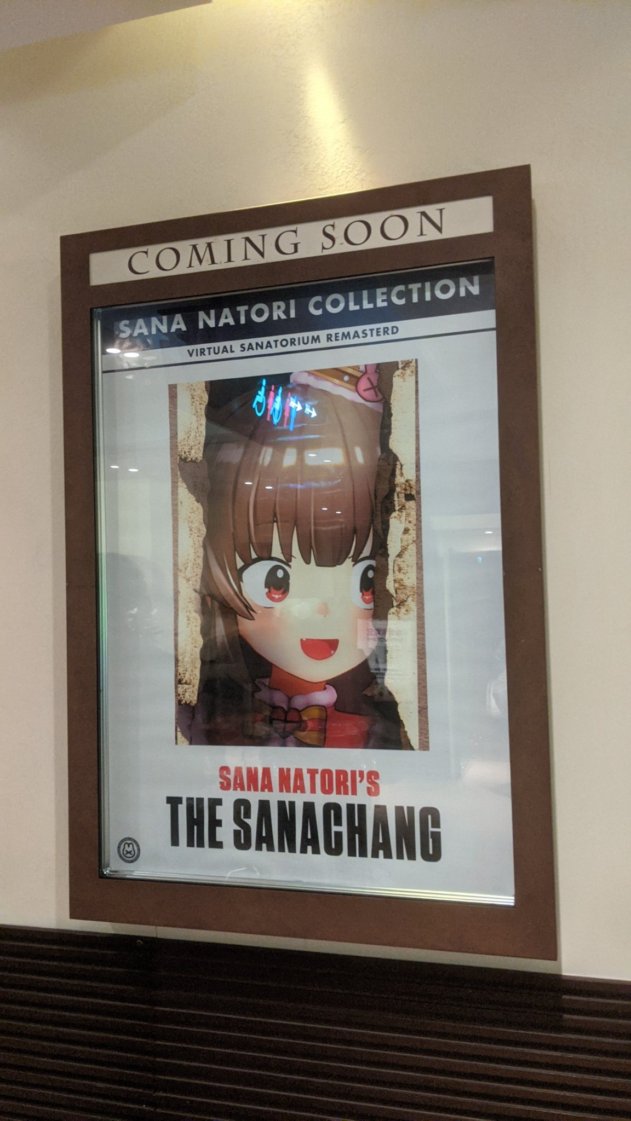 COMING SOON
SANA NATORI COLLECTION
VIRTUAL SANATORIUM REMASTERD
SANA NATORI'S
THE SANACHANG